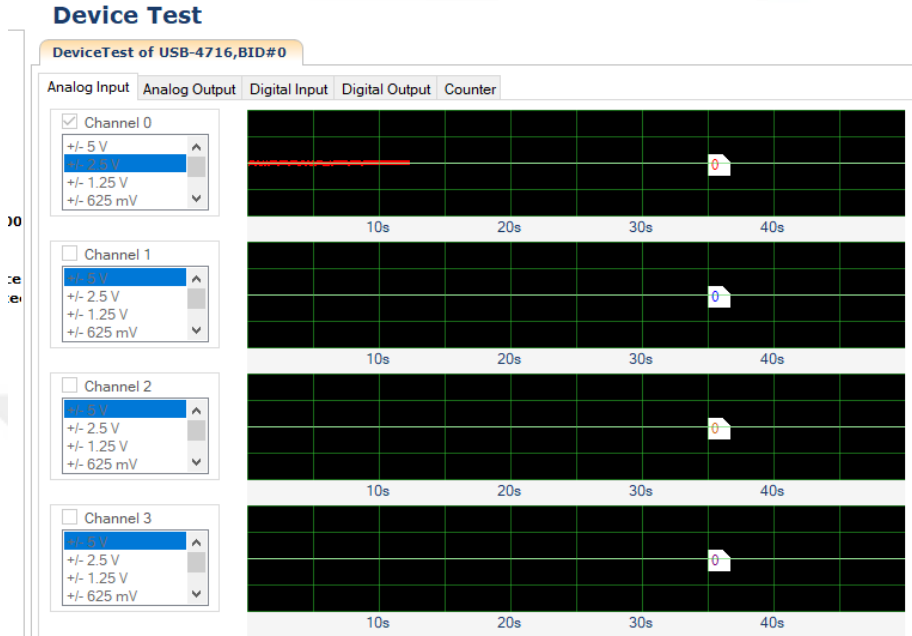 Device Test
DeviceTest of USB-4716,BID#0
Analog Input Analog Output Digital Input Digital Output Counter
Channel 0
+/- 5 V
+/- 2.5 V
+/- 1.25 V
+/- 625 mV
0
10s 20s 30s 40s
Channel 1
+/- 5 V
+/- 2.5 V
+/- 1.25 V
+/- 625 mV
0
10s 20s 30s 40s
Channel 2
+/- 5 V
+/- 2.5 V
+/- 1.25 V
+/- 625 mV
0
10s 20s 30s 40s
Channel 3
+/- 5 V
+/- 2.5 V
+/- 1.25 V
+/- 625 mV
0
10s 20s 30s 40s